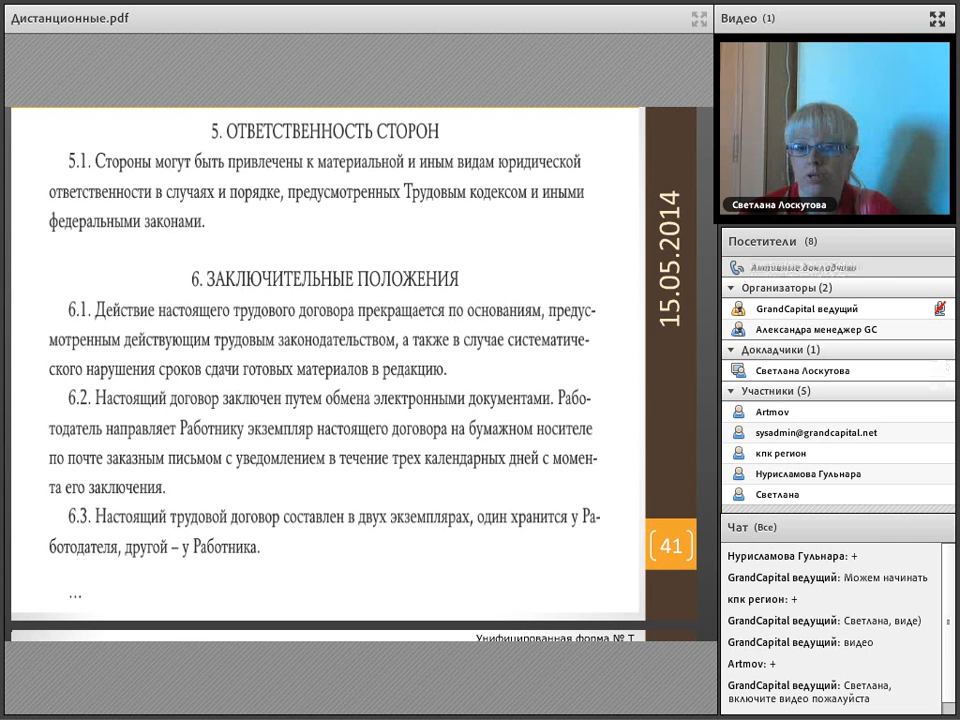 Дистанционные.pdf
5. ОТВЕТСТВЕННОСТЬ СТОРОН
5.1. Стороны могут быть привлечены к материальной и иным видам юридической
ответственности в случаях и порядке, предусмотренных Трудовым кодексом и иными
федеральными законами.
6. ЗАКЛЮЧИТЕЛЬНЫЕ ПОЛОЖЕНИЯ
6.1. Действие настоящего трудового договора прекращается по основаниям, предус-
мотренным действующим трудовым законодательством, а также в случае систематиче-
ского нарушения сроков сдачи готовых материалов в редакцию.
6.2. Настоящий договор заключен путем обмена электронными документами. Рабо-
тодатель направляет Работнику экземпляр настоящего договора на бумажном носителе
по почте заказным письмом с уведомлением в течение трех календарных дней с момен-
та его заключения.
6.3. Настоящий трудовой договор составлен в двух экземплярах, один хранится у Ра-
ботодателя, другой – у Работника.
...
15.05.2014
41
Унифицированная форма № Т
Видео (1)
Светлана Лоскутова
Посетители (8)
Активные докладчики
Организаторы (2)
GrandCapital ведущий
Александра менеджер GC
Докладчики (1)
Светлана Лоскутова
Участники (5)
Artmov
sysadmin@grandcapital.net
кпк регион
Нурисламова Гульнара
Светлана
Чат (Все)
Нурисламова Гульнара: +
GrandCapital ведущий: Можем начинать
кпк регион: +
GrandCapital ведущий: Светлана, виде)
GrandCapital ведущий: видео
Artmov: +
GrandCapital ведущий: Светлана,
включите видео пожалуйста